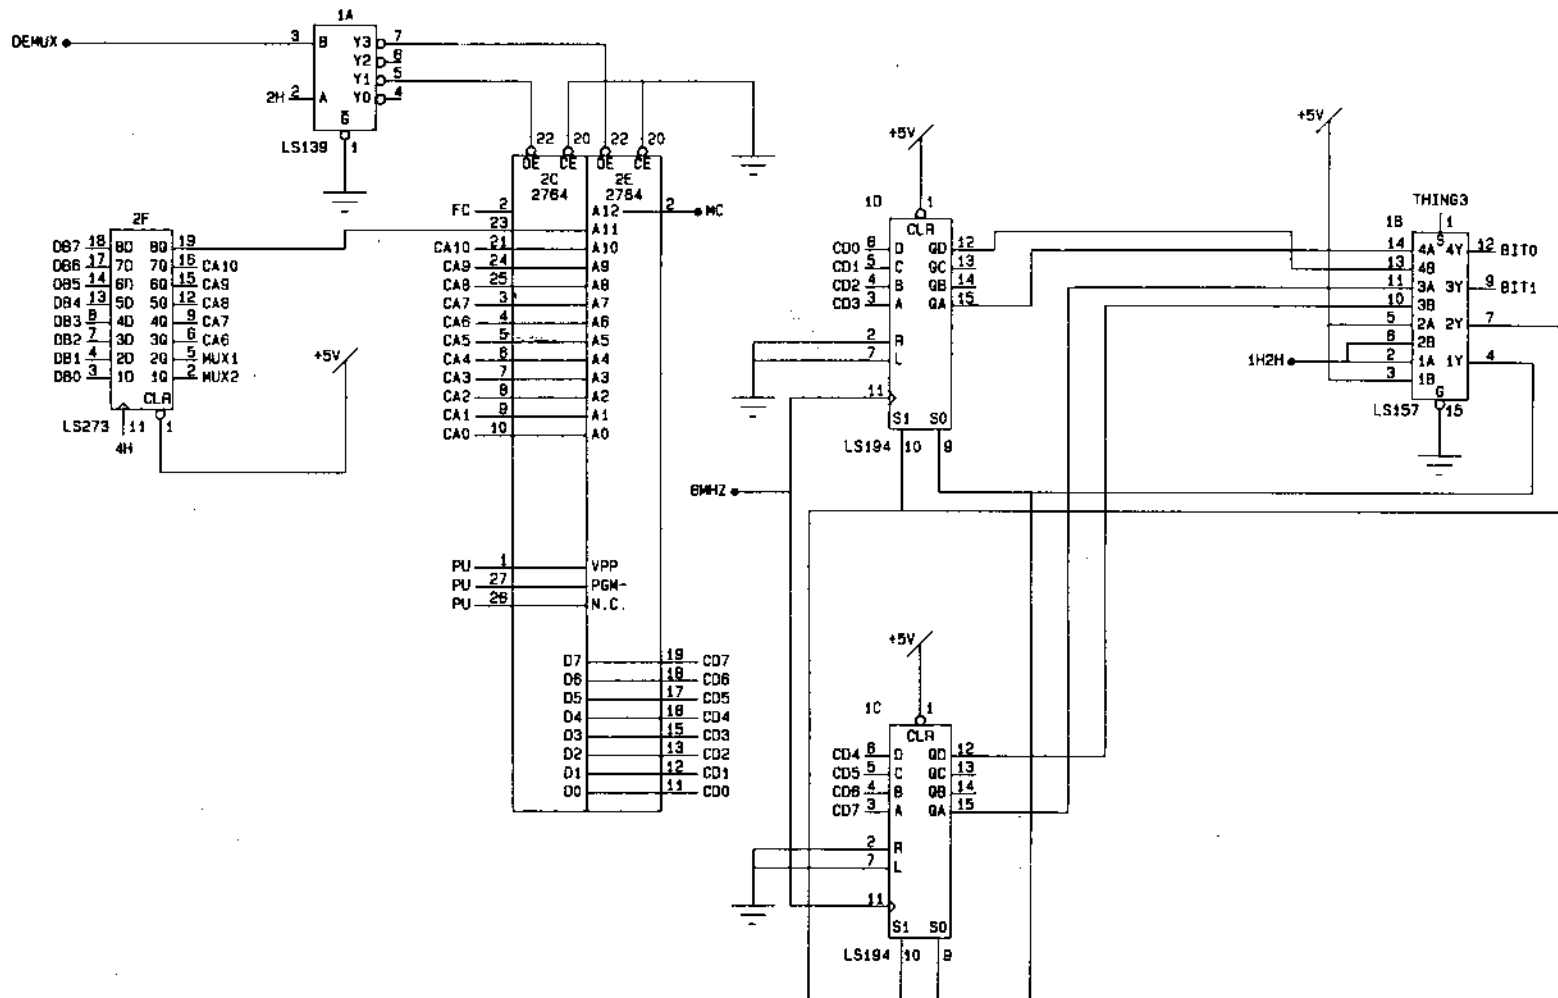 1A
DEMUX 3 B Y3 7
Y2 6
Y1 5
2H 2 A Y0 4
G
LS139 1
22 20 22 20
OE CE OE CE
2C 2E
2764 2764
FC 2 A12 2 MC
23 A11
CA10 21 A10
CA9 24 A9
CA8 25 A8
CA7 3 A7
CA6 4 A6
CA5 5 A5
CA4 6 A4
CA3 7 A3
CA2 8 A2
CA1 9 A1
CA0 10 A0
PU 1 VPP
PU 27 PGM-
PU 26 N.C.
D7 19 CD7
D6 18 CD6
D5 17 CD5
D4 16 CD4
D3 15 CD3
D2 13 CD2
D1 12 CD1
D0 11 CD0
2F
DB7 18 8D 8Q 19
DB6 17 7D 7Q 16 CA10
DB5 14 6D 6Q 15 CA9
DB4 13 5D 5Q 12 CA8
DB3 8 4D 4Q 9 CA7
DB2 7 3D 3Q 6 CA6
DB1 4 2D 2Q 5 MUX1
DB0 3 1D 1Q 2 MUX2
CLR
LS273 11 1
4H
+5V
+5V
1D 1
CLR
CD0 6 D QD 12
CD1 5 C QC 13
CD2 4 B QB 14
CD3 3 A QA 15
2 R
7 L
11
S1 S0
LS194 10 9
6MHZ
+5V
1C 1
CLR
CD4 6 D QD 12
CD5 5 C QC 13
CD6 4 B QB 14
CD7 3 A QA 15
2 R
7 L
11
S1 S0
LS194 10 9
+5V
THING3
1B 1
S
14 4A 4Y 12 BIT0
13 4B
11 3A 3Y 9 BIT1
10 3B
5 2A 2Y 7
6 2B
1H2H 2 1A 1Y 4
3 1B
G
LS157 15